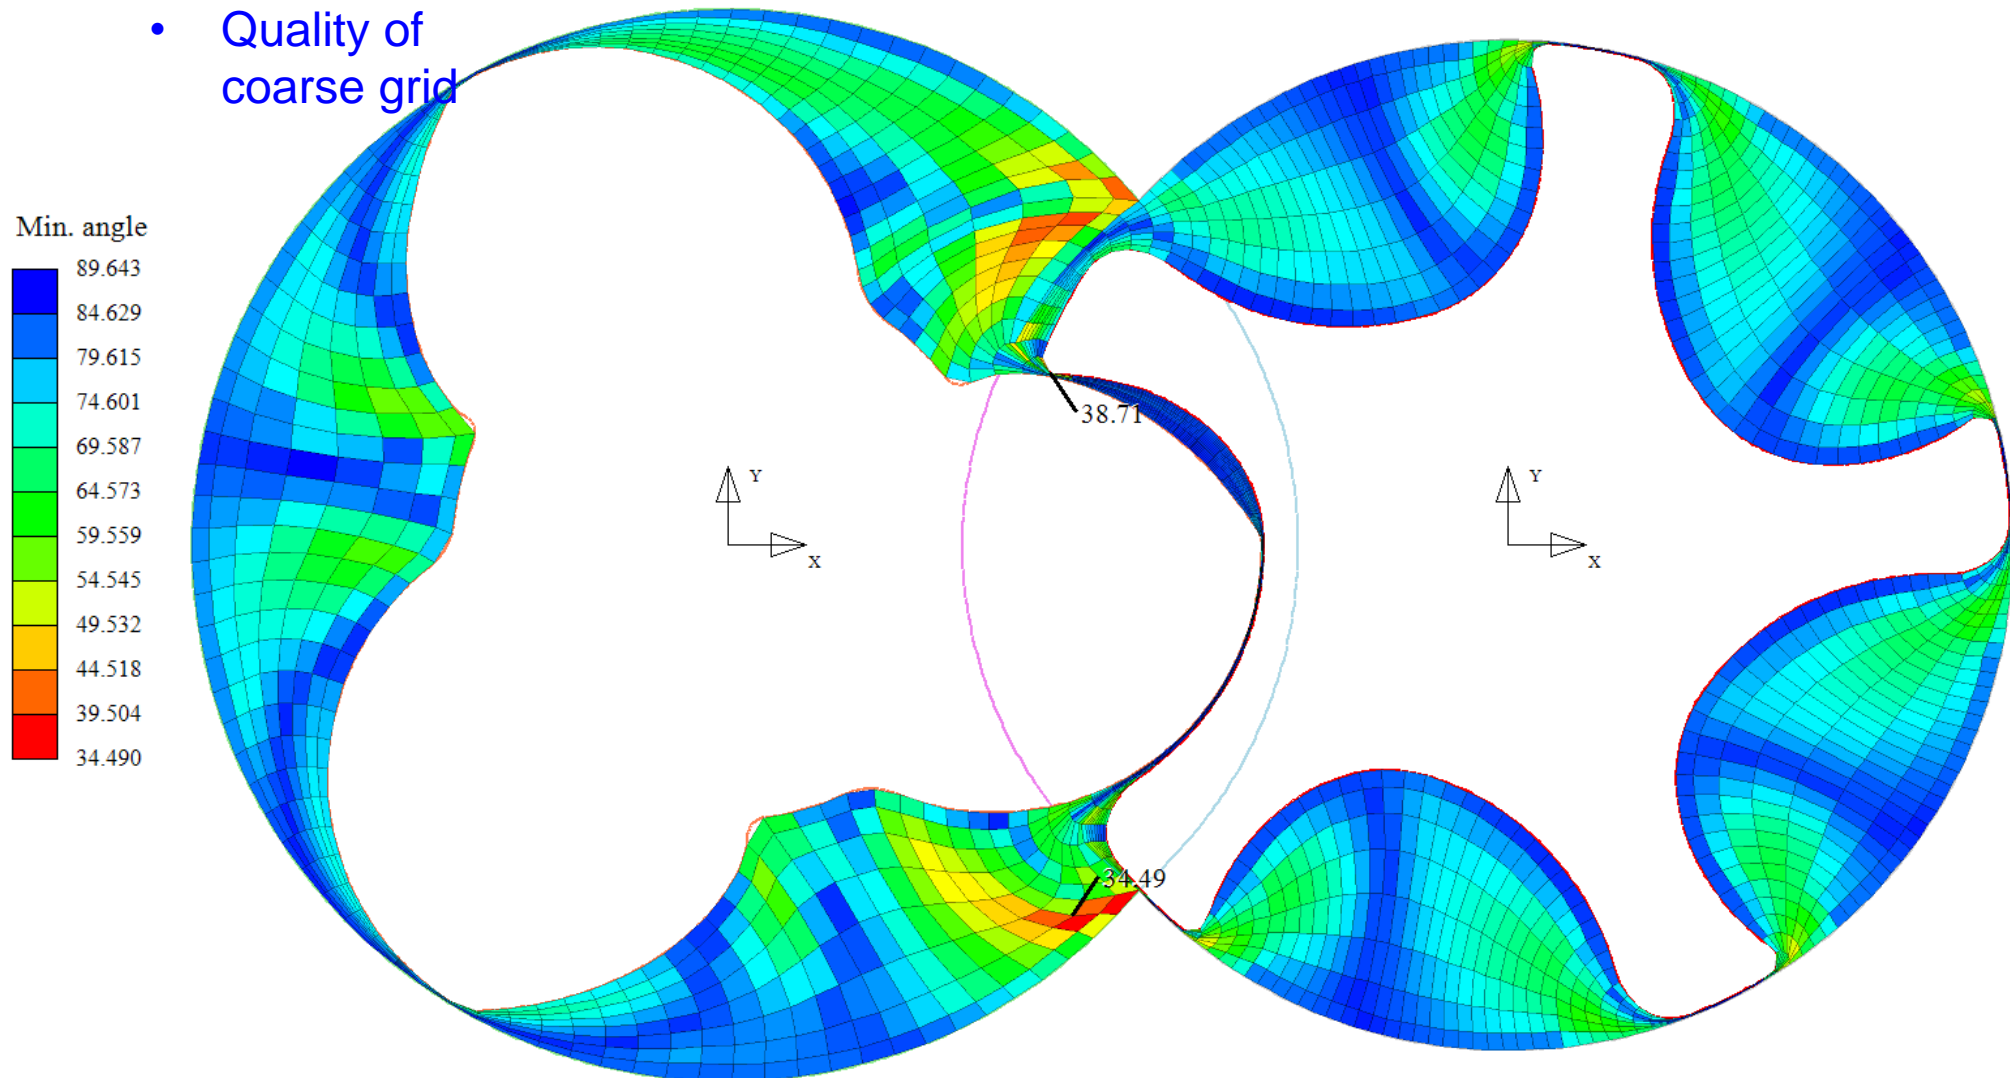 • Quality of
coarse grid
Min. angle
89.643
84.629
79.615
74.601
69.587
64.573
59.559
54.545
49.532
44.518
39.504
34.490
38.71
Y
X
Y
X
34.49